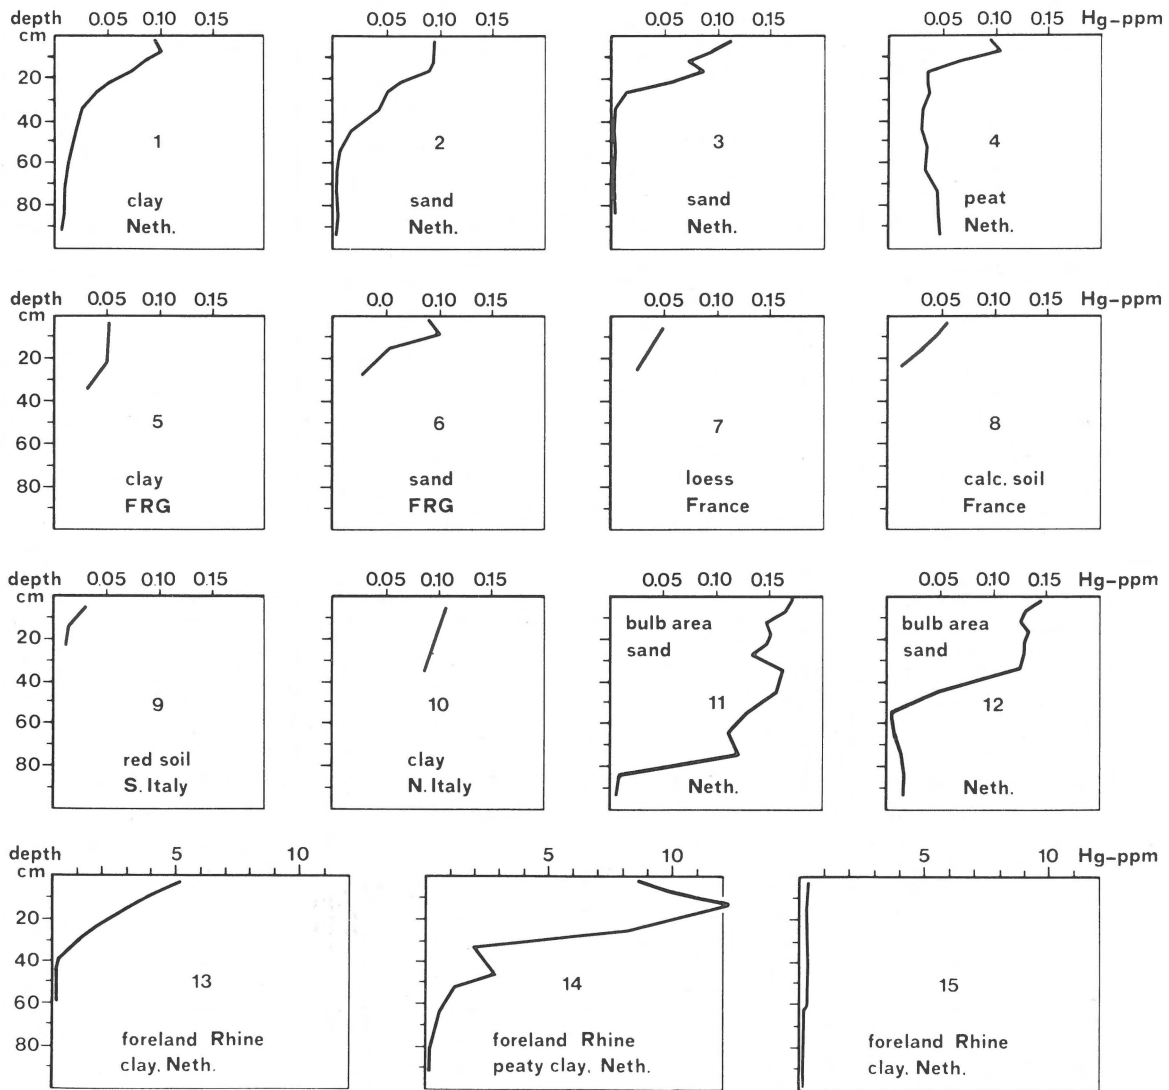 depth 0.05 0.10 0.15 0.05 0.10 0.15 0.05 0.10 0.15 0.05 0.10 0.15 Hg-ppm
cm
20
40
60
80
1
clay
Neth.
2
sand
Neth.
3
sand
Neth.
4
peat
Neth.
depth 0.05 0.10 0.15 0.0 0.10 0.15 0.05 0.10 0.15 0.05 0.10 0.15 Hg-ppm
cm
20
40
60
80
5
clay
FRG
6
sand
FRG
7
loess
France
8
calc. soil
France
depth 0.05 0.10 0.15 0.05 0.10 0.15 0.05 0.10 0.15 0.05 0.10 0.15 Hg-ppm
cm
20
40
60
80
9
red soil
S. Italy
10
clay
N. Italy
bulb area
sand
11
Neth.
bulb area
sand
12
Neth.
depth 5 10 5 10 5 10 Hg-ppm
cm
20
40
60
80
13
foreland Rhine
clay, Neth.
14
foreland Rhine
peaty clay, Neth.
15
foreland Rhine
clay, Neth.